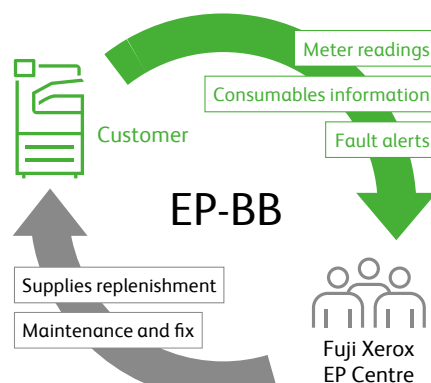 Meter readings
Consumables information
Fault alerts
Customer
EP-BB
Supplies replenishment
Maintenance and fix
Fuji Xerox
EP Centre